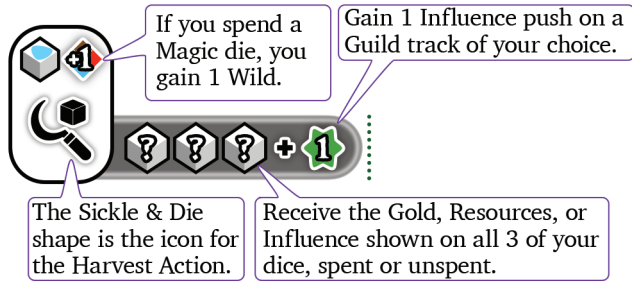 If you spend a
Magic die, you
gain 1 Wild.
Gain 1 Influence push on a
Guild track of your choice.
+1
? ? ? + 1
The Sickle & Die
shape is the icon for
the Harvest Action.
Receive the Gold, Resources, or
Influence shown on all 3 of your
dice, spent or unspent.